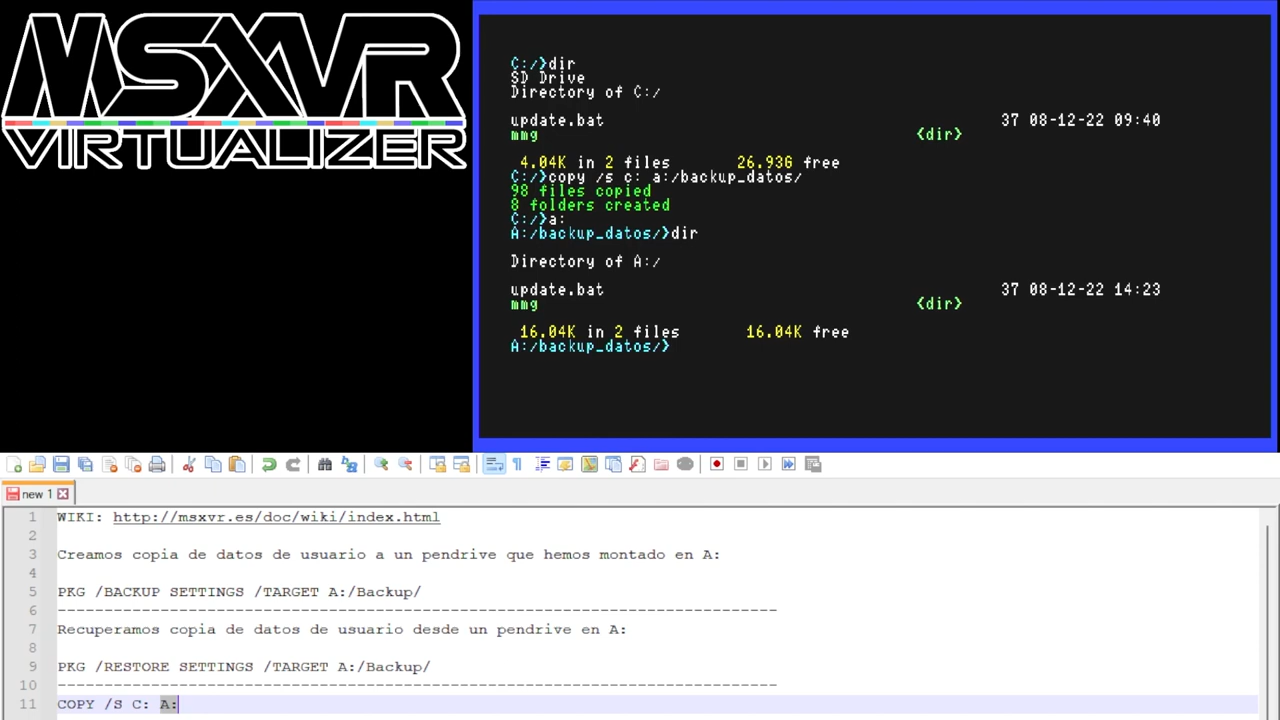 MSXVR
VIRTUALIZER
C:/>dir
SD Drive
Directory of C:/
update.bat 37 08-12-22 09:40
mmg {dir}
4.04K in 2 files 26.93G free
C:/>copy /s c: a:/backup_datos/
98 files copied
8 folders created
C:/>a:
A:/backup_datos/>dir
Directory of A:/
update.bat 37 08-12-22 14:23
mmg {dir}
16.04K in 2 files 16.04K free
A:/backup_datos/>
new 1
1 WIKI: http://msxvr.es/doc/wiki/index.html
2
3 Creamos copia de datos de usuario a un pendrive que hemos montado en A:
4
5 PKG /BACKUP SETTINGS /TARGET A:/Backup/
6 -----------------------------------------------------------------------------
7 Recuperamos copia de datos de usuario desde un pendrive en A:
8
9 PKG /RESTORE SETTINGS /TARGET A:/Backup/
10 -----------------------------------------------------------------------------
11 COPY /S C: A: